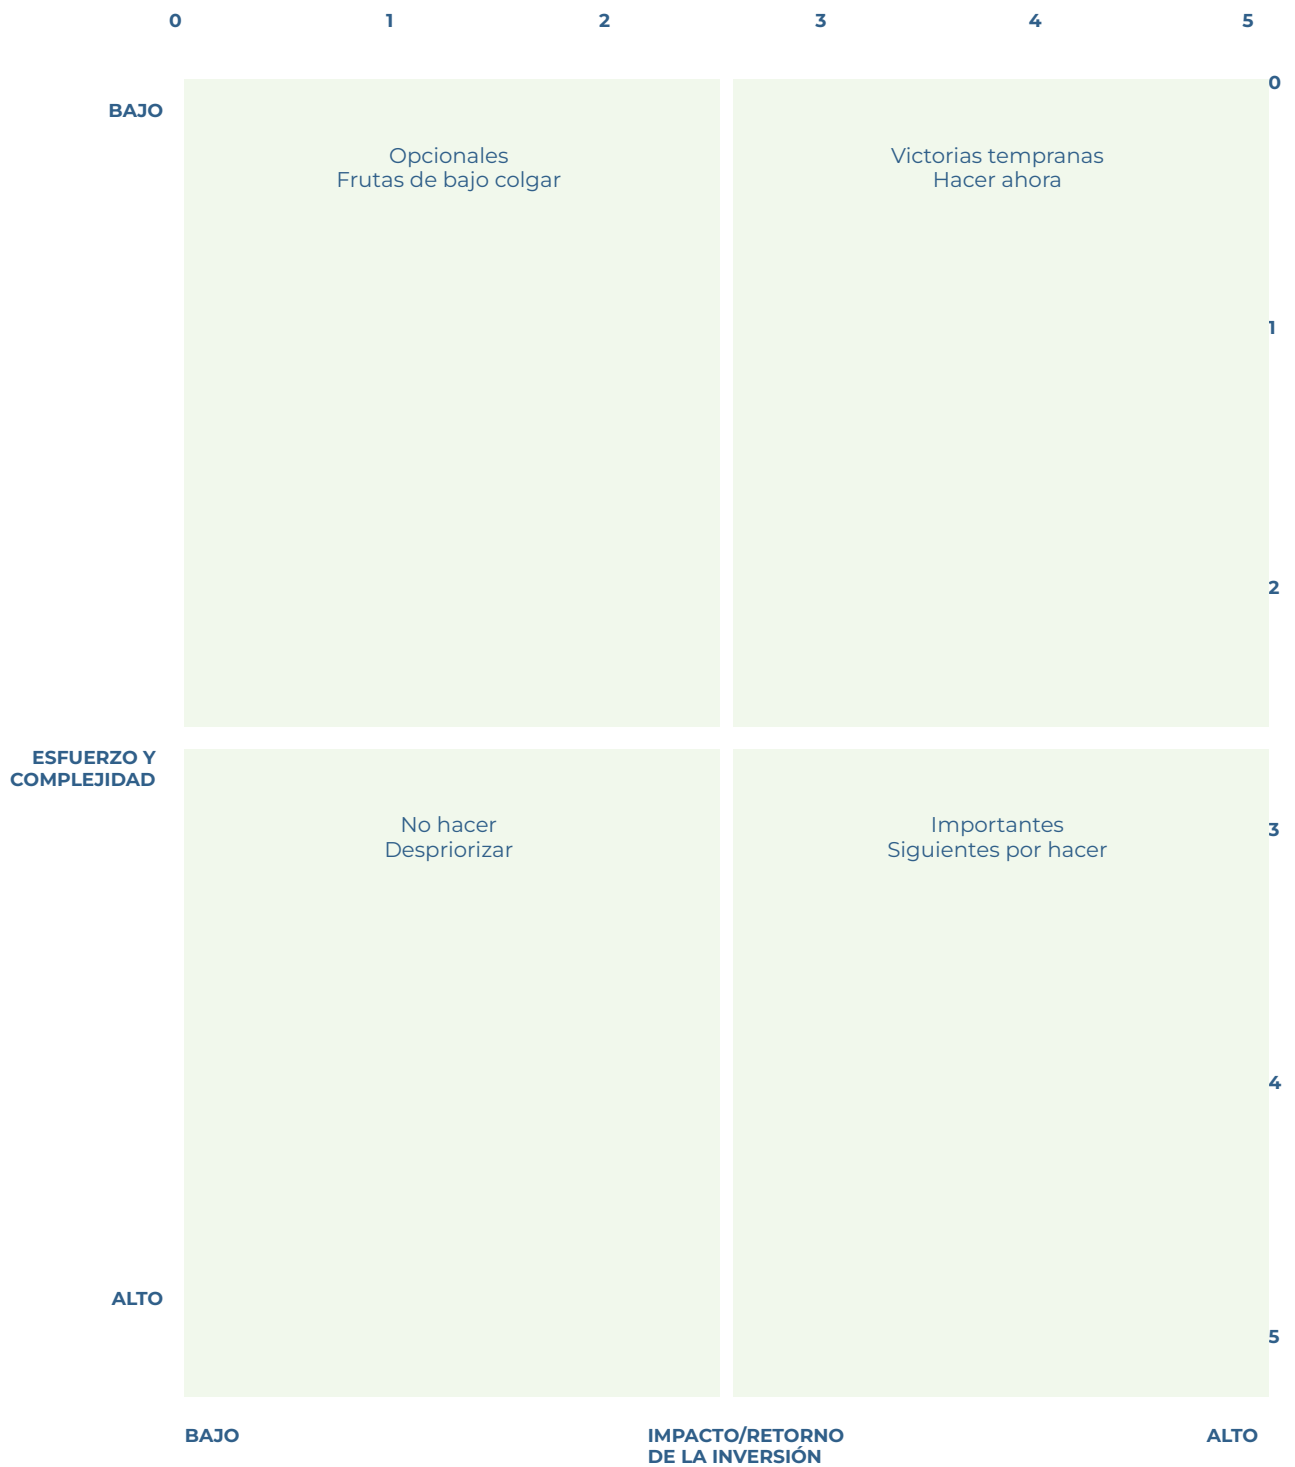 0 1 2 3 4 5
0
BAJO
Opcionales
Frutas de bajo colgar
Victorias tempranas
Hacer ahora
1
2
ESFUERZO Y
COMPLEJIDAD
No hacer
Despriorizar
Importantes
Siguientes por hacer
3
4
ALTO
5
BAJO
IMPACTO/RETORNO
DE LA INVERSIÓN
ALTO